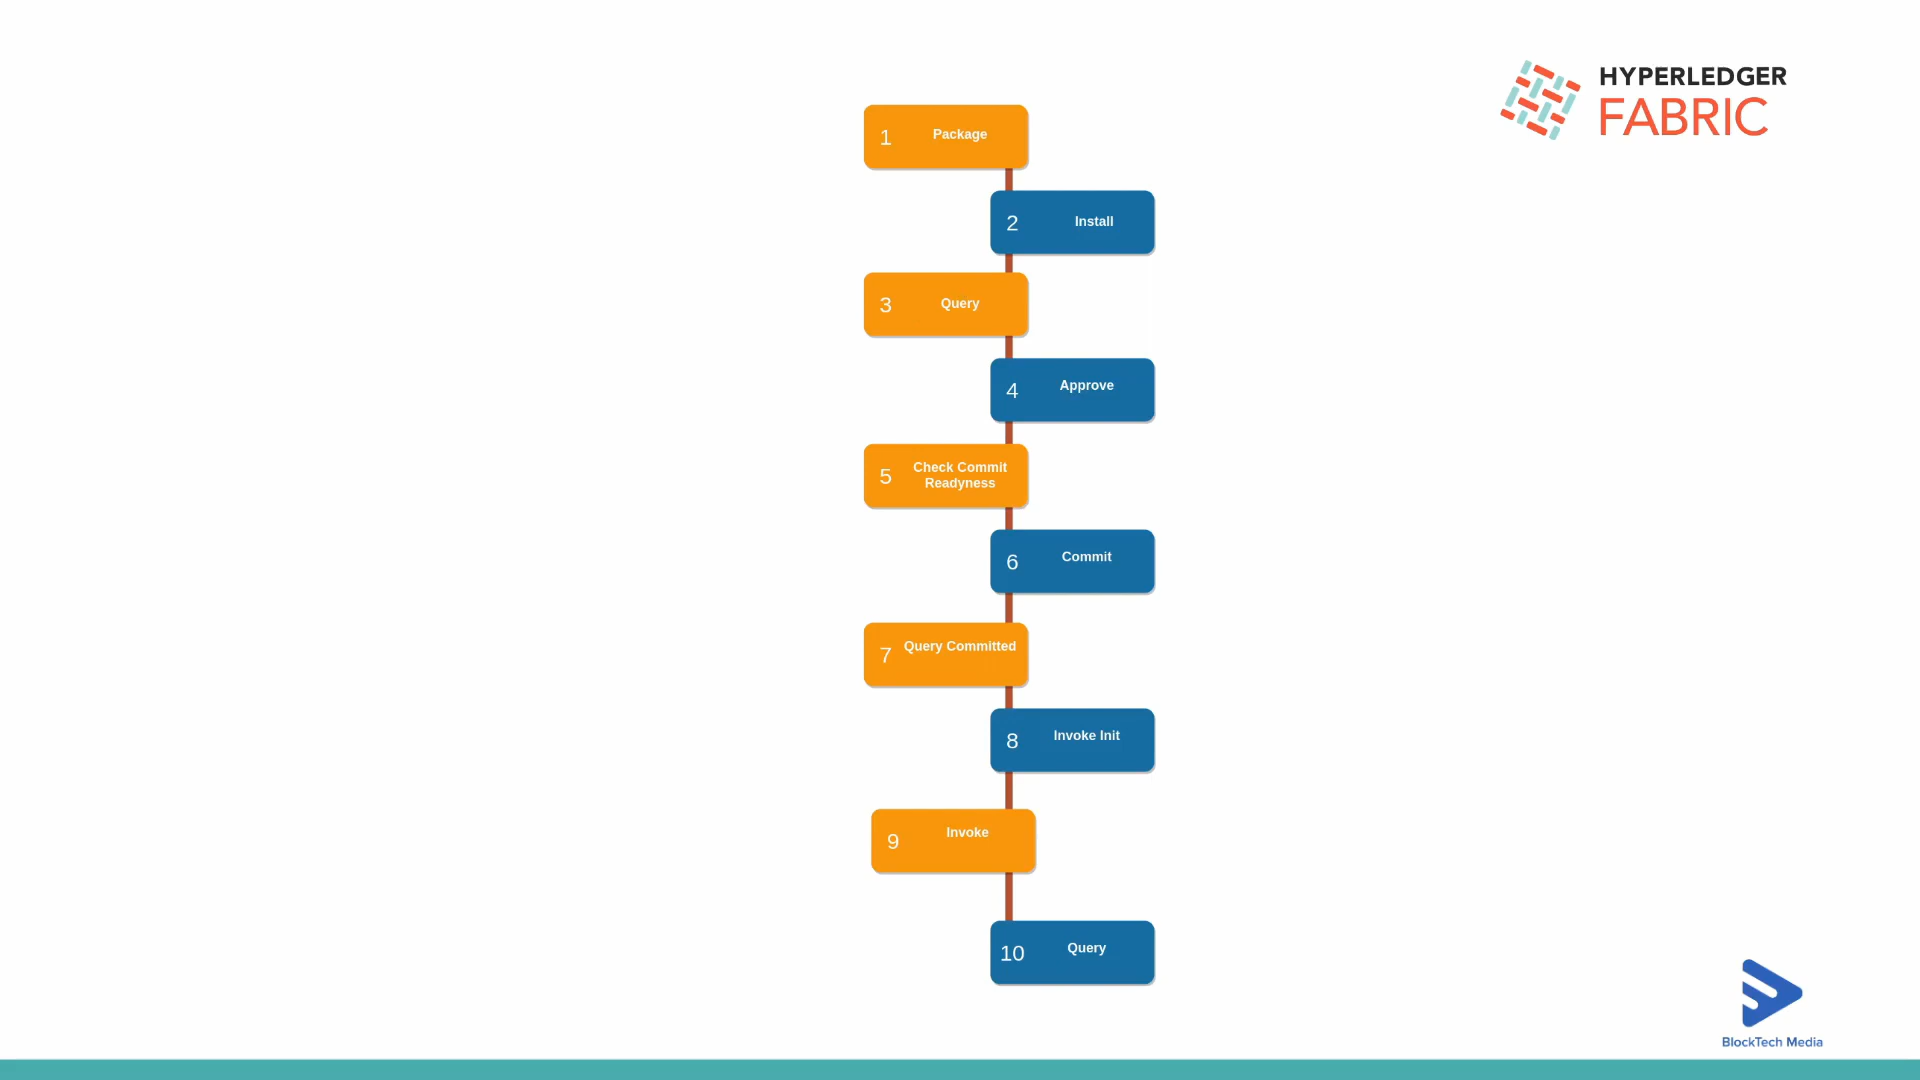 HYPERLEDGER
FABRIC
1 Package
2 Install
3 Query
4 Approve
5 Check Commit
Readyness
6 Commit
7 Query Committed
8 Invoke Init
9 Invoke
10 Query
BlockTech Media